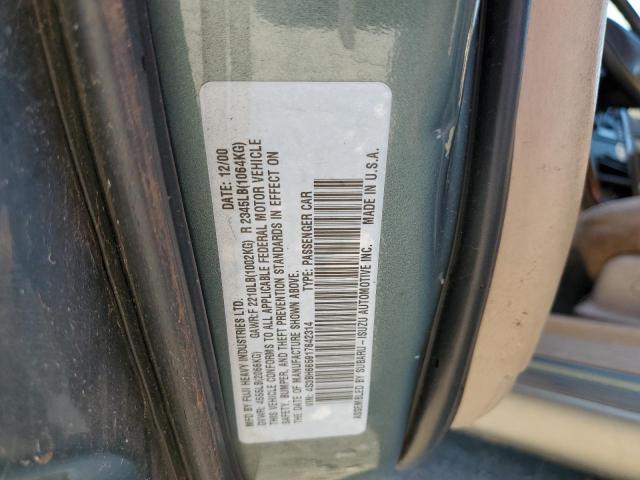 MFD BY FUJI HEAVY INDUSTRIES LTD. DATE: 12/00
GVWR: 4555LB(2066KG) GAWR-F 2210LB(1002KG) R 2345LB(1064KG)
THIS VEHICLE CONFORMS TO ALL APPLICABLE FEDERAL MOTOR VEHICLE
SAFETY, BUMPER, AND THEFT PREVENTION STANDARDS IN EFFECT ON
THE DATE OF MANUFACTURE SHOWN ABOVE.
VIN: 4S3BH665617642314 TYPE: PASSENGER CAR
ASSEMBLED BY SUBARU-ISUZU AUTOMOTIVE INC. MADE IN U.S.A.